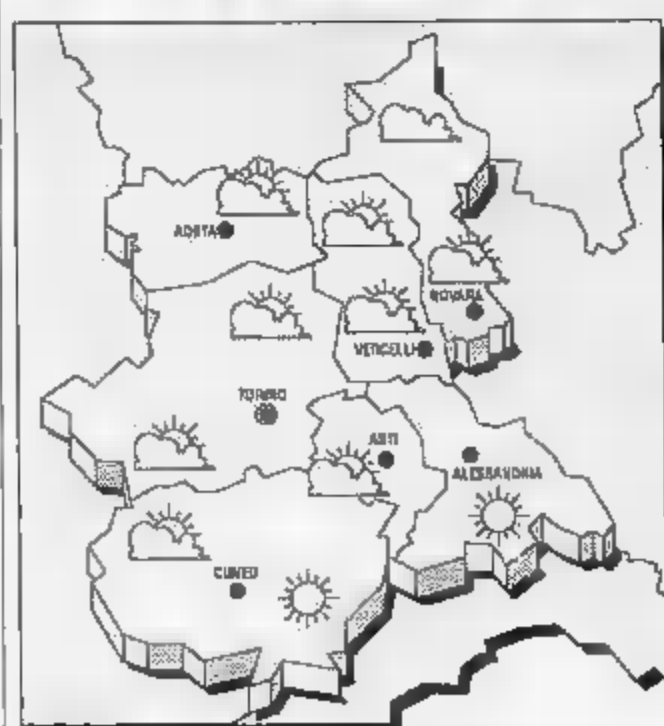 AOSTA
NOVARA
VERCELLI
TORINO
ASTI
ALESSANDRIA
CUNEO